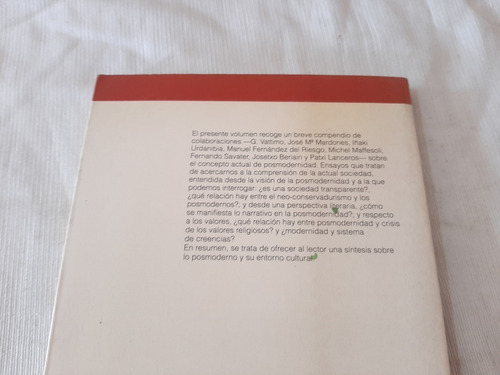 El presente volumen recoge un breve compendio de
colaboraciones —G. Vattimo, José Mª Mardones, Iñaki
Urdanibia, Manuel Fernández del Riesgo, Michel Maffesoli,
Fernando Savater, Josetxo Beriain y Patxi Lanceros— sobre
el concepto actual de posmodernidad. Ensayos que tratan
de acercarnos a la comprensión de la actual sociedad,
entendida desde la visión de la posmodernidad y a la que
podemos interrogar: ¿es una sociedad transparente?,
¿qué relación hay entre el neo-conservadurismo y los
posmodernos?; y desde una perspectiva literaria, ¿cómo
se manifiesta lo narrativo en la posmodernidad?; y respecto
a los valores, ¿qué relación hay entre posmodernidad y crisis
de los valores religiosos? y ¿modernidad y sistema
de creencias?
En resumen, se trata de ofrecer al lector una síntesis sobre
lo posmoderno y su entorno cultural.